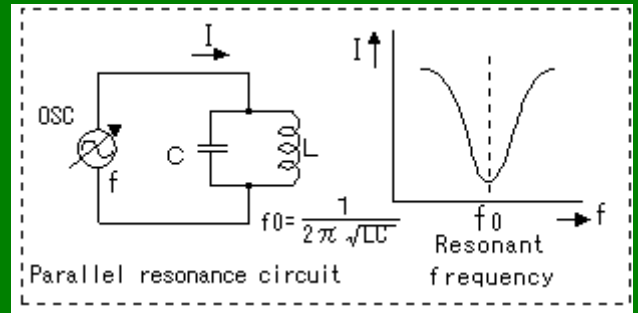 I
OSC
f
C
L
f0= 1 / 2π √LC
Parallel resonance circuit
I
f0
f
Resonant
frequency